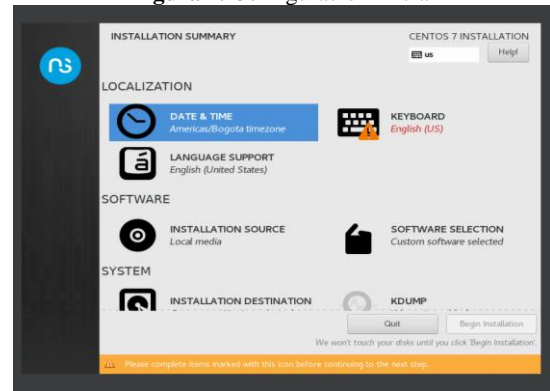 INSTALLATION SUMMARY
CENTOS 7 INSTALLATION
us
Help!
LOCALIZATION
DATE & TIME
Americas/Bogota timezone
KEYBOARD
English (US)
LANGUAGE SUPPORT
English (United States)
SOFTWARE
INSTALLATION SOURCE
Local media
SOFTWARE SELECTION
Custom software selected
SYSTEM
INSTALLATION DESTINATION
KDUMP
Quit
Begin Installation
We won't touch your disks until you click 'Begin Installation'.
Please complete items marked with this icon before continuing to the next step.